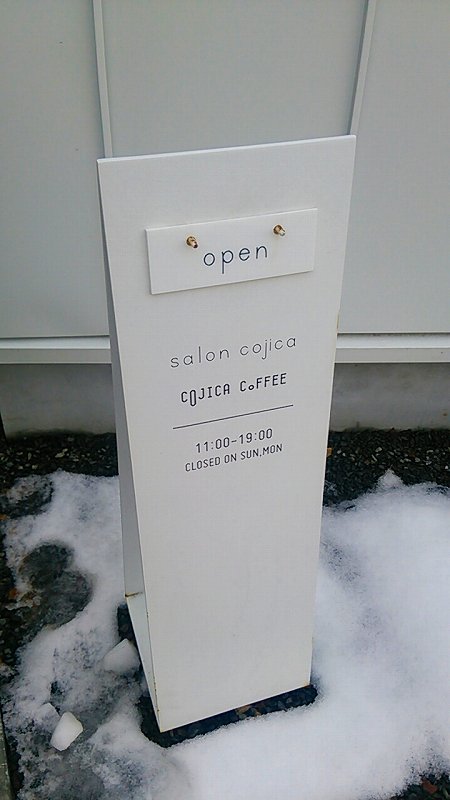 open
salon cojica
COJICA COFFEE
11:00-19:00
CLOSED ON SUN,MON